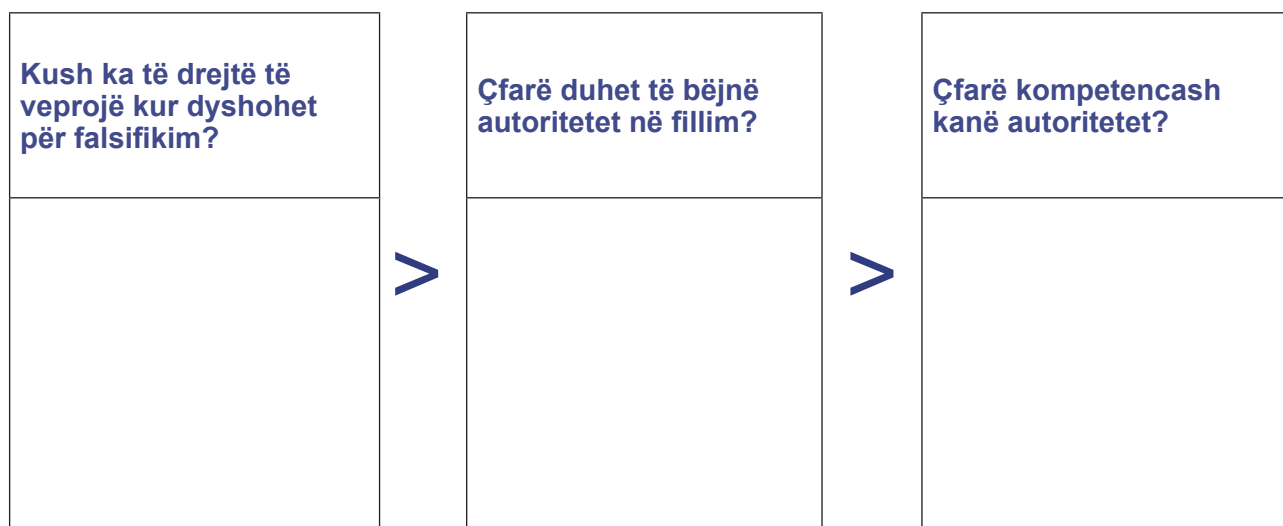 Kush ka të drejtë të
veprojë kur dyshohet
për falsifikim?
>
Çfarë duhet të bëjnë
autoritetet në fillim?
>
Çfarë kompetencash
kanë autoritetet?